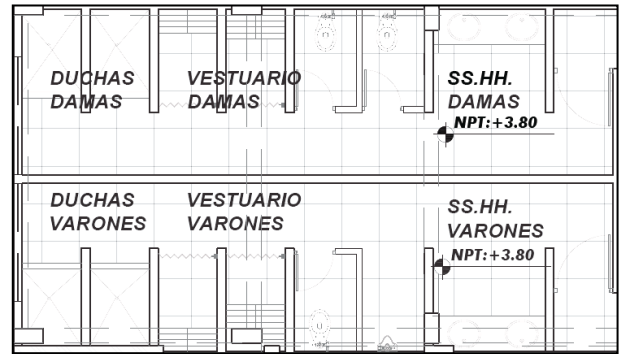 DUCHAS
DAMAS
VESTUARIO
DAMAS
SS.HH.
DAMAS
NPT:+3.80
DUCHAS
VARONES
VESTUARIO
VARONES
SS.HH.
VARONES
NPT:+3.80